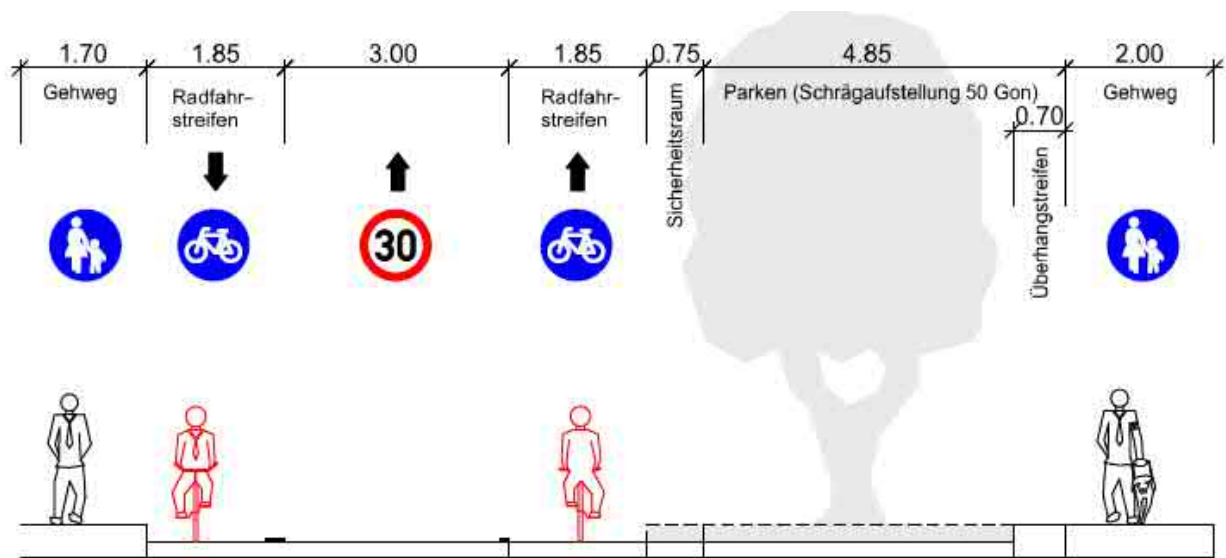 1.70 1.85 3.00 1.85 0.75 4.85 2.00
Gehweg
Radfahr-
streifen
Radfahr-
streifen
Sicherheitsraum
Parken (Schrägaufstellung 50 Gon)
0.70
Überhangstreifen
Gehweg
30